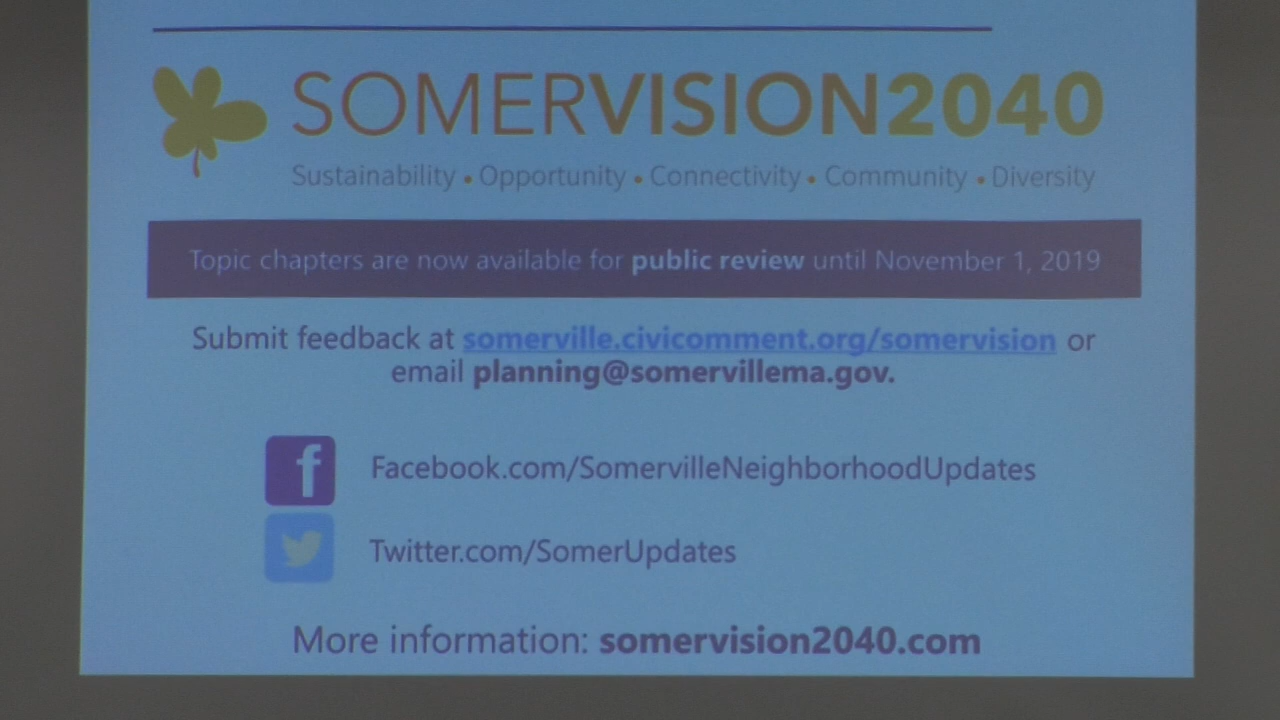 SOMERVISION2040
Sustainability • Opportunity • Connectivity • Community • Diversity
Topic chapters are now available for public review until November 1, 2019
Submit feedback at somerville.civicomment.org/somervision or
email planning@somervillema.gov.
f Facebook.com/SomervilleNeighborhoodUpdates
Twitter.com/SomerUpdates
More information: somervision2040.com